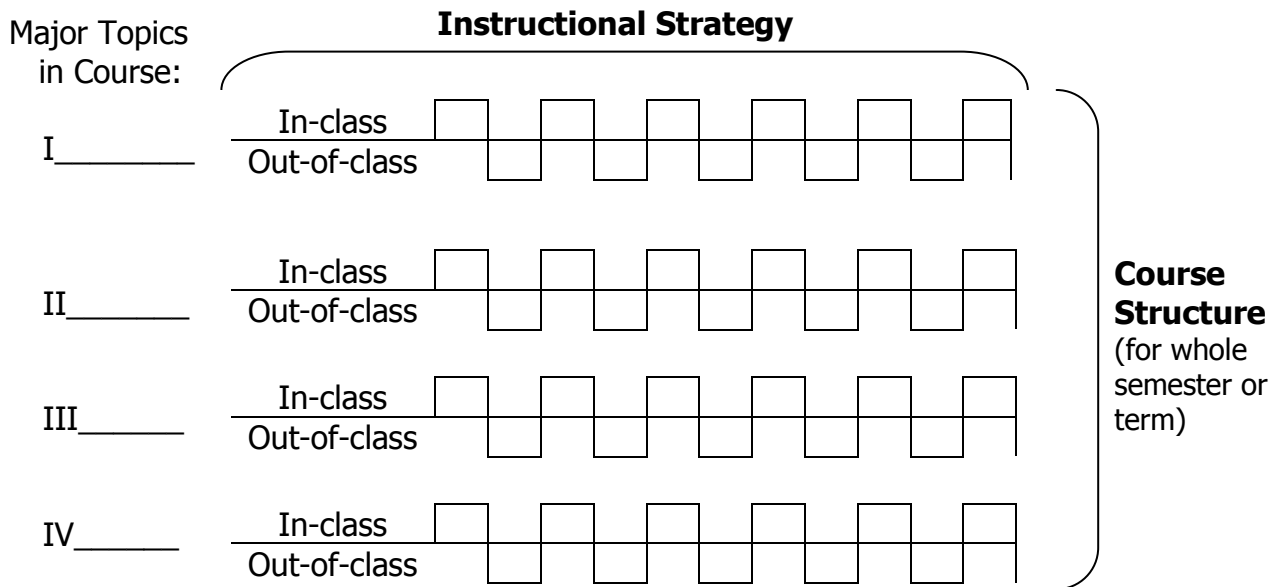 Instructional Strategy
Major Topics
in Course:
I________
In-class
Out-of-class
II_______
In-class
Out-of-class
III______
In-class
Out-of-class
IV______
In-class
Out-of-class
Course
Structure
(for whole
semester or
term)